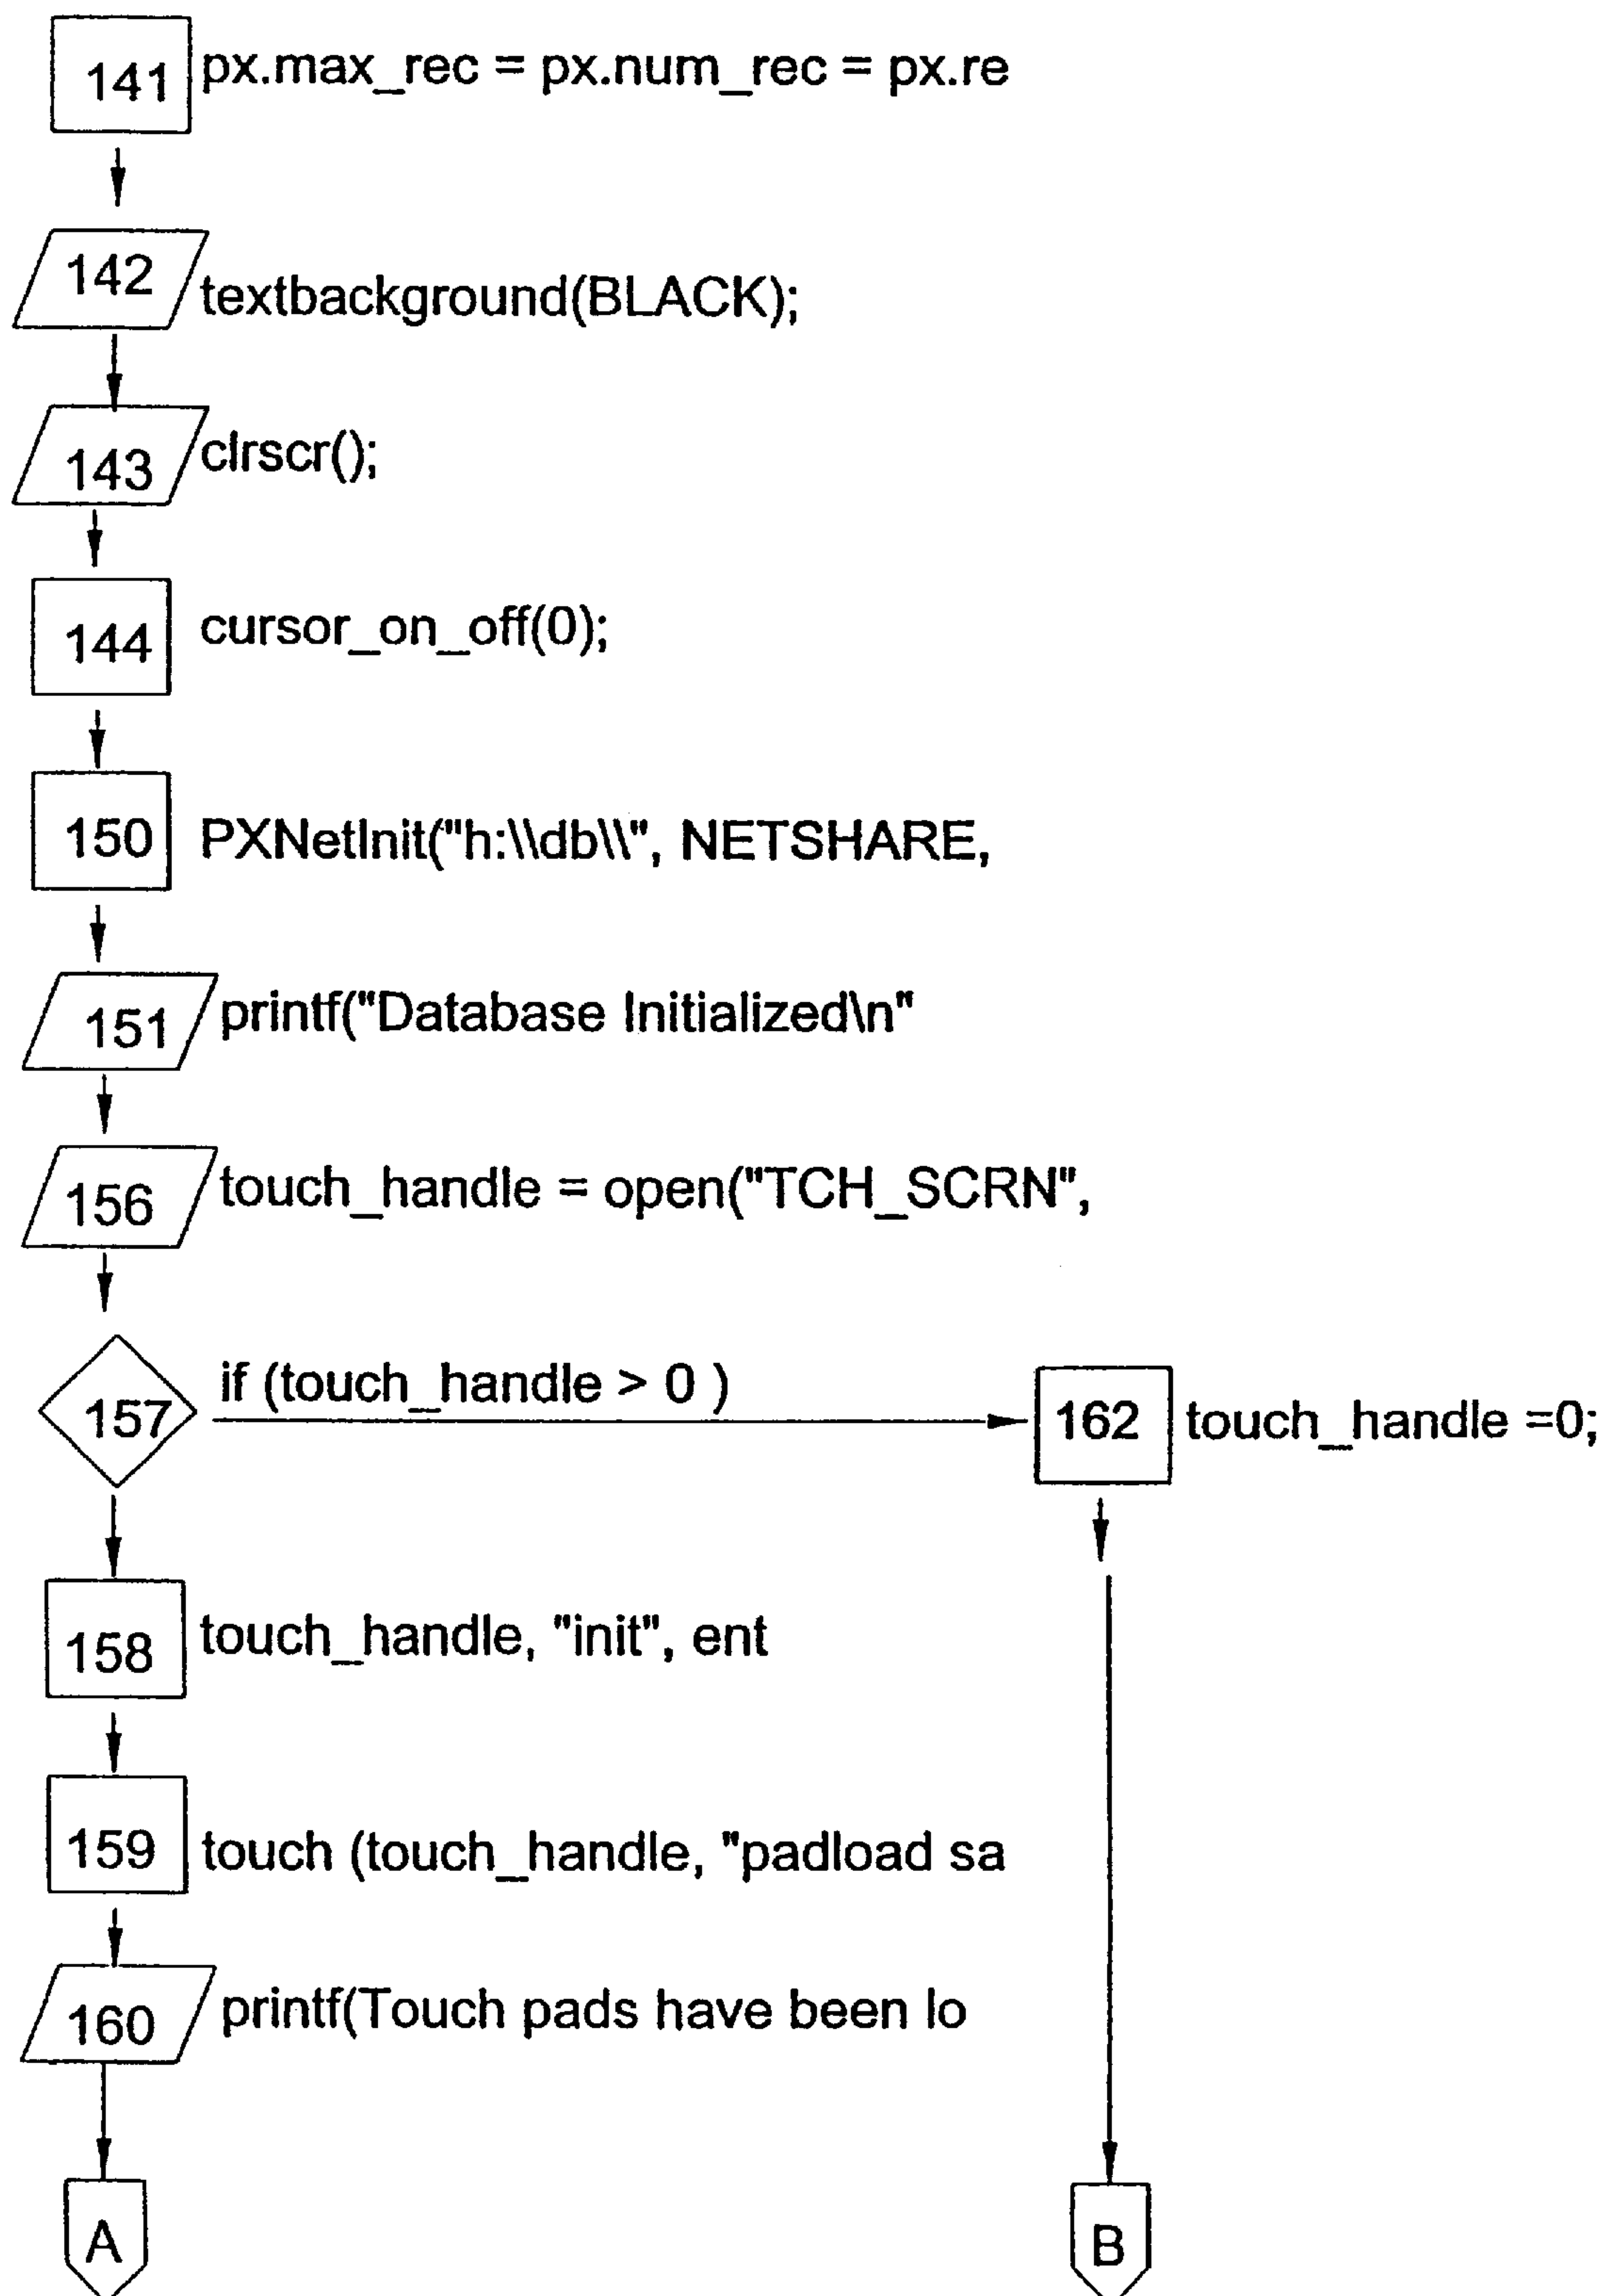 141 px.max_rec = px.num_rec = px.re
142 textbackground(BLACK);
143 clrscr();
144 cursor_on_off(0);
150 PXNetInit("h:\\db\\", NETSHARE,
151 printf("Database Initialized\n"
156 touch_handle = open("TCH_SCRN",
157 if (touch_handle > 0 ) 162 touch_handle =0;
158 touch_handle, "init", ent
159 touch (touch_handle, "padload sa
160 printf(Touch pads have been lo
A B